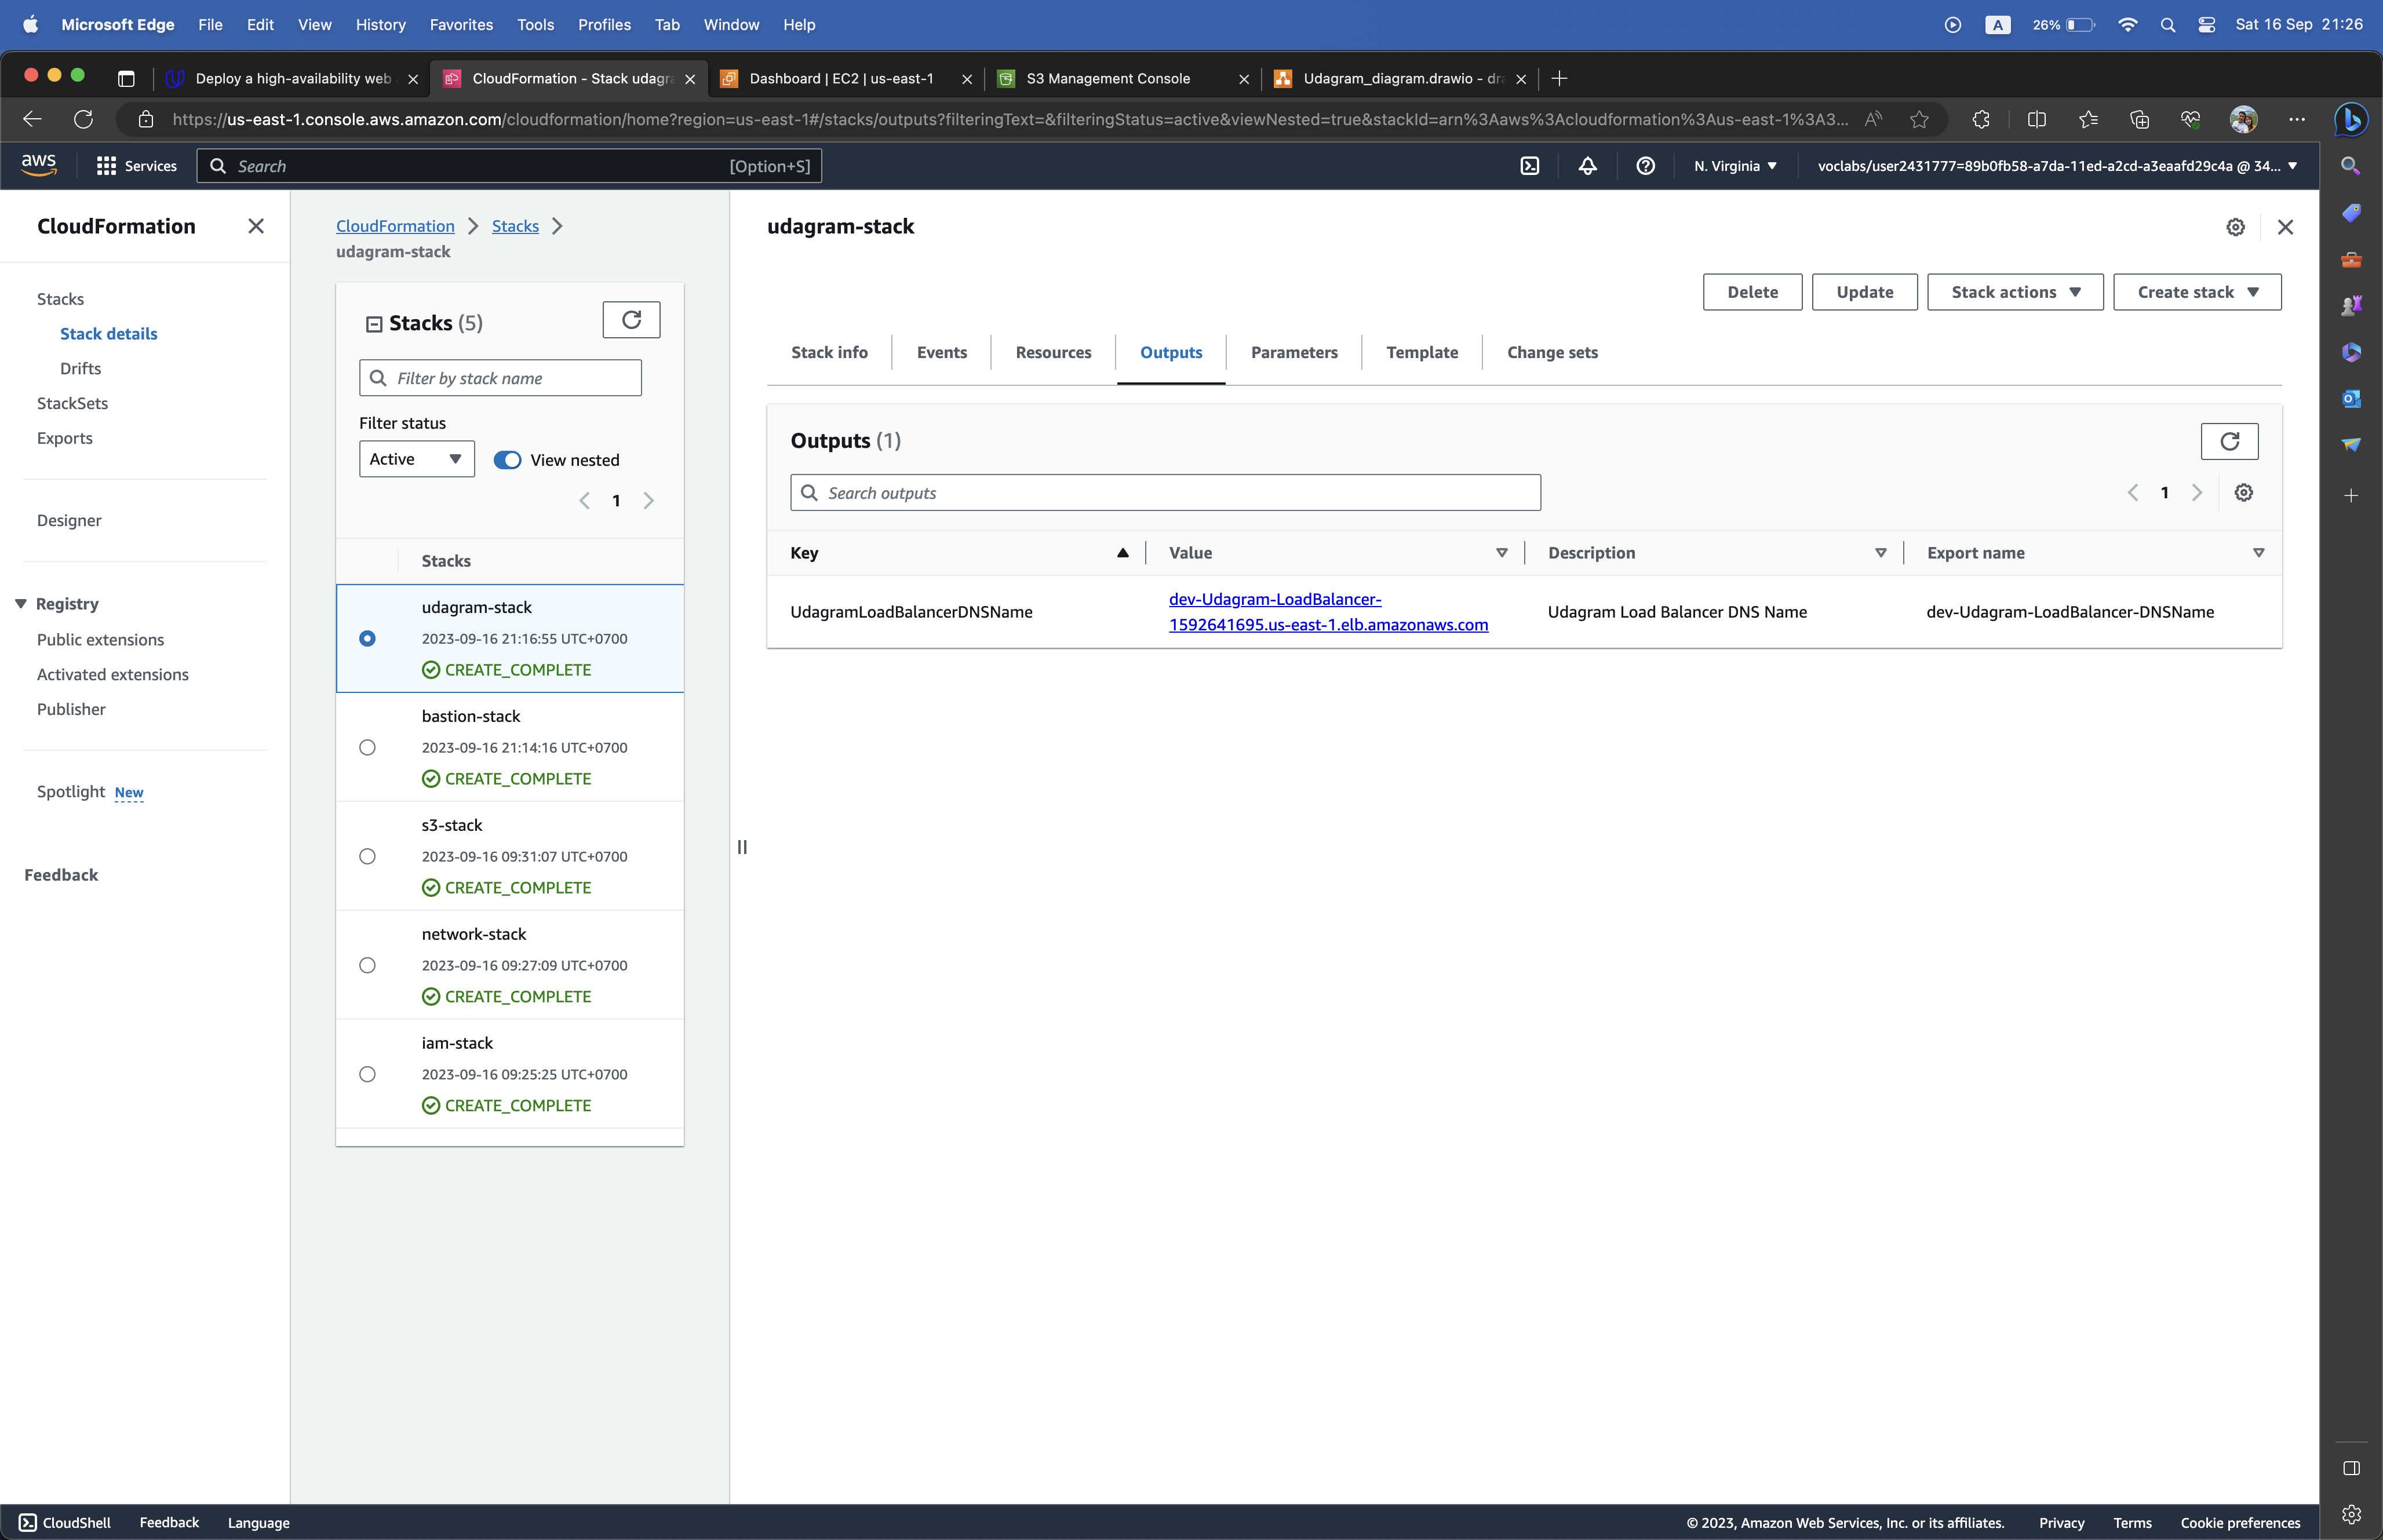 Microsoft Edge File Edit View History Favorites Tools Profiles Tab Window Help
A 26% Sat 16 Sep 21:26
Deploy a high-availability web
CloudFormation - Stack udagra
Dashboard | EC2 | us-east-1
S3 Management Console
Udagram_diagram.drawio - dra
https://us-east-1.console.aws.amazon.com/cloudformation/home?region=us-east-1#/stacks/outputs?filteringText=&filteringStatus=active&viewNested=true&stackId=arn%3Aaws%3Acloudformation%3Aus-east-1%3A3...
aws Services Search [Option+S] N. Virginia voclabs/user2431777=89b0fb58-a7da-11ed-a2cd-a3eaafd29c4a @ 34...
CloudFormation
Stacks
Stack details
Drifts
StackSets
Exports
Designer
Registry
Public extensions
Activated extensions
Publisher
Spotlight New
Feedback
CloudFormation Stacks
udagram-stack
Stacks (5)
Filter by stack name
Filter status
Active View nested
1
Stacks
udagram-stack
2023-09-16 21:16:55 UTC+0700
CREATE_COMPLETE
bastion-stack
2023-09-16 21:14:16 UTC+0700
CREATE_COMPLETE
s3-stack
2023-09-16 09:31:07 UTC+0700
CREATE_COMPLETE
network-stack
2023-09-16 09:27:09 UTC+0700
CREATE_COMPLETE
iam-stack
2023-09-16 09:25:25 UTC+0700
CREATE_COMPLETE
udagram-stack
Delete Update Stack actions Create stack
Stack info Events Resources Outputs Parameters Template Change sets
Outputs (1)
Search outputs
1
Key Value Description Export name
UdagramLoadBalancerDNSName
dev-Udagram-LoadBalancer-
1592641695.us-east-1.elb.amazonaws.com
Udagram Load Balancer DNS Name
dev-Udagram-LoadBalancer-DNSName
CloudShell Feedback Language
© 2023, Amazon Web Services, Inc. or its affiliates. Privacy Terms Cookie preferences